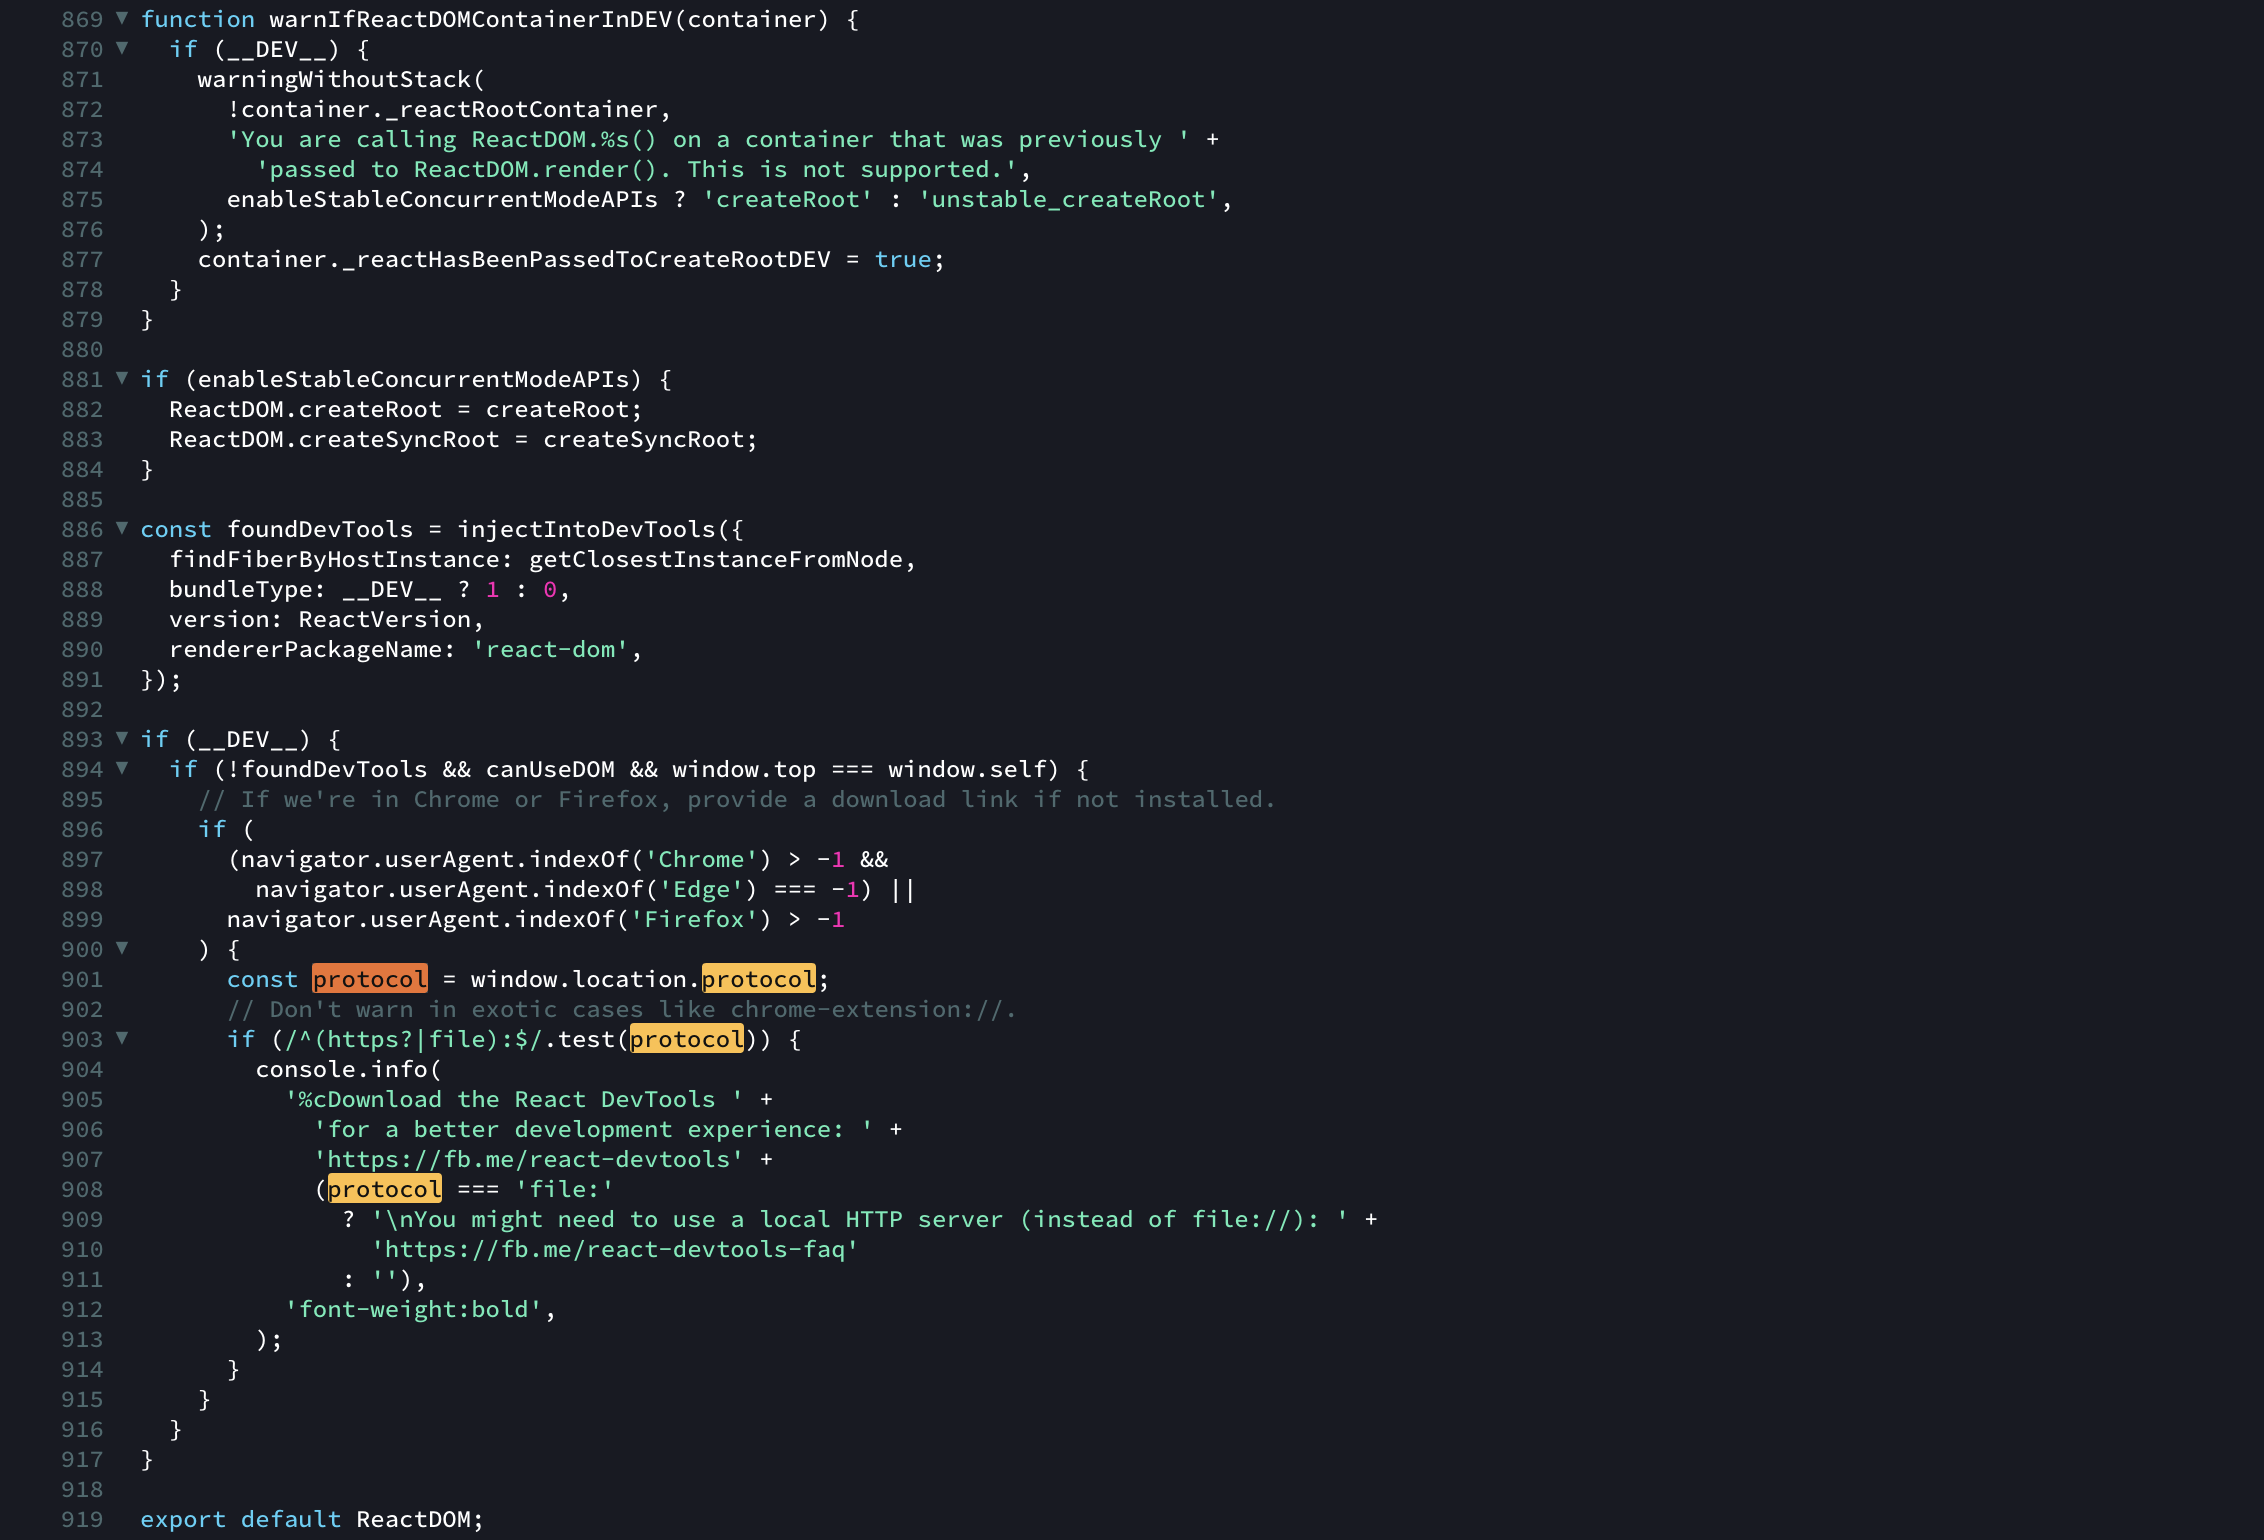 869 ▼ function warnIfReactDOMContainerInDEV(container) {
870 ▼   if (__DEV__) {
871       warningWithoutStack(
872         !container._reactRootContainer,
873         'You are calling ReactDOM.%s() on a container that was previously ' +
874           'passed to ReactDOM.render(). This is not supported.',
875         enableStableConcurrentModeAPIs ? 'createRoot' : 'unstable_createRoot',
876       );
877       container._reactHasBeenPassedToCreateRootDEV = true;
878     }
879   }
880
881 ▼ if (enableStableConcurrentModeAPIs) {
882     ReactDOM.createRoot = createRoot;
883     ReactDOM.createSyncRoot = createSyncRoot;
884   }
885
886 ▼ const foundDevTools = injectIntoDevTools({
887     findFiberByHostInstance: getClosestInstanceFromNode,
888     bundleType: __DEV__ ? 1 : 0,
889     version: ReactVersion,
890     rendererPackageName: 'react-dom',
891   });
892
893 ▼ if (__DEV__) {
894 ▼   if (!foundDevTools && canUseDOM && window.top === window.self) {
895       // If we're in Chrome or Firefox, provide a download link if not installed.
896       if (
897         (navigator.userAgent.indexOf('Chrome') > -1 &&
898           navigator.userAgent.indexOf('Edge') === -1) ||
899         navigator.userAgent.indexOf('Firefox') > -1
900 ▼     ) {
901         const protocol = window.location.protocol;
902         // Don't warn in exotic cases like chrome-extension://.
903 ▼       if (/^(https?|file):$/.test(protocol)) {
904           console.info(
905             '%cDownload the React DevTools ' +
906               'for a better development experience: ' +
907               'https://fb.me/react-devtools' +
908               (protocol === 'file:'
909                 ? '\nYou might need to use a local HTTP server (instead of file://): ' +
910                   'https://fb.me/react-devtools-faq'
911                 : ''),
912             'font-weight:bold',
913           );
914         }
915       }
916     }
917   }
918
919   export default ReactDOM;